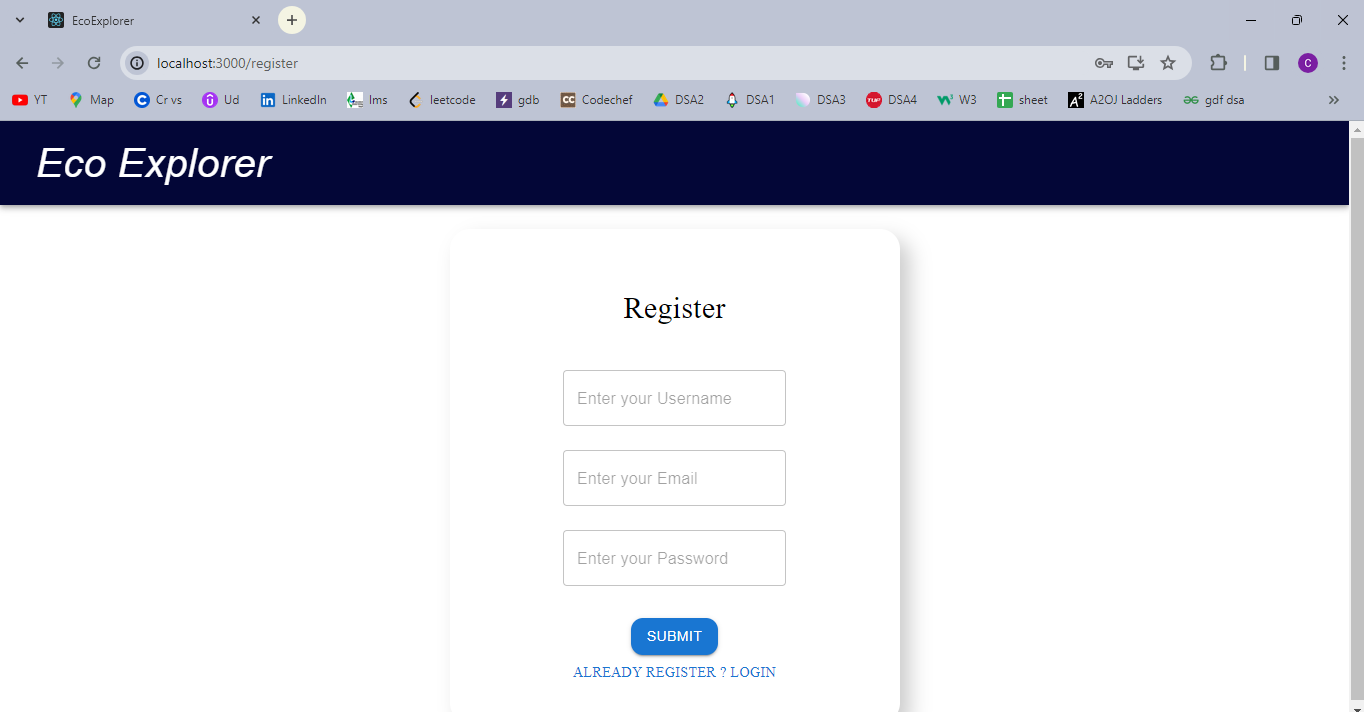 EcoExplorer
localhost:3000/register
C
YT Map Cr vs Ud LinkedIn lms leetcode gdb Codechef DSA2 DSA1 DSA3 DSA4 W3 sheet A2OJ Ladders gdf dsa
Eco Explorer
Register
Enter your Username
Enter your Email
Enter your Password
SUBMIT
ALREADY REGISTER ? LOGIN